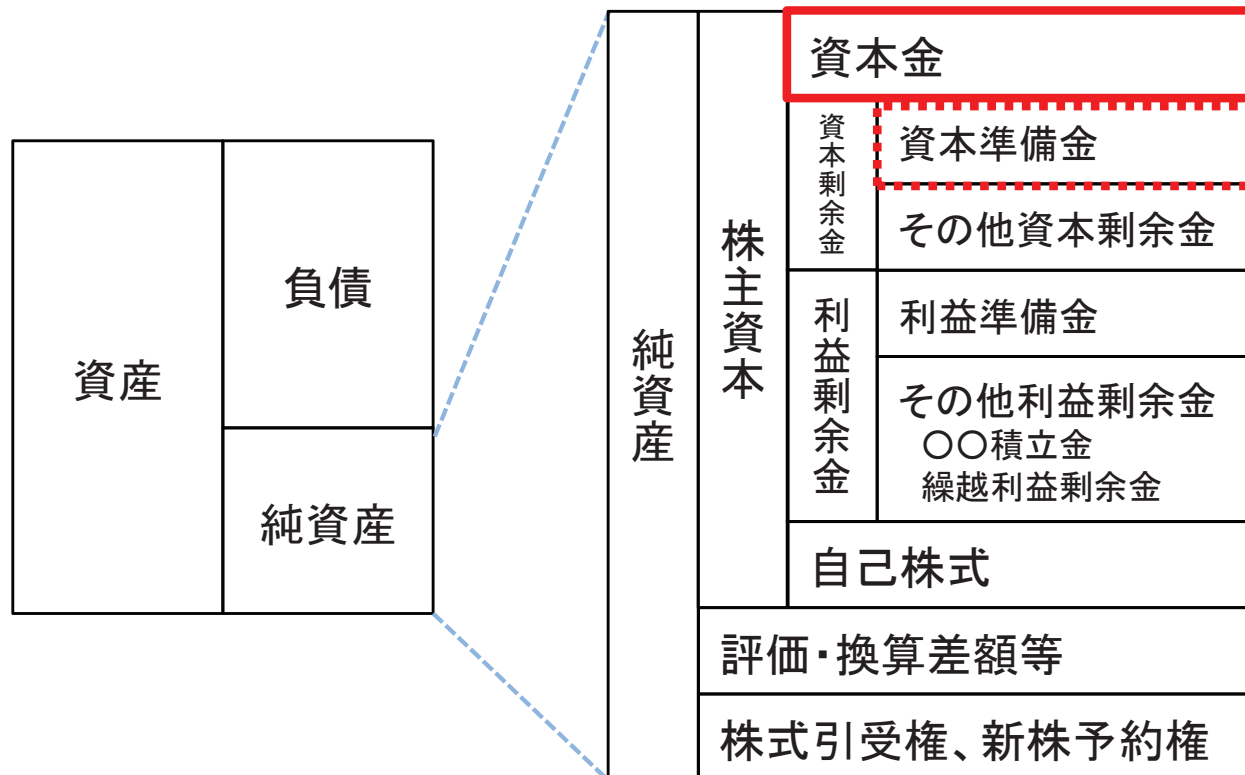 資産
負債
純資産
純資産
株主資本
資本金
資本剰余金
資本準備金
その他資本剰余金
利益剰余金
利益準備金
その他利益剰余金
〇〇積立金
繰越利益剰余金
自己株式
評価・換算差額等
株式引受権、新株予約権